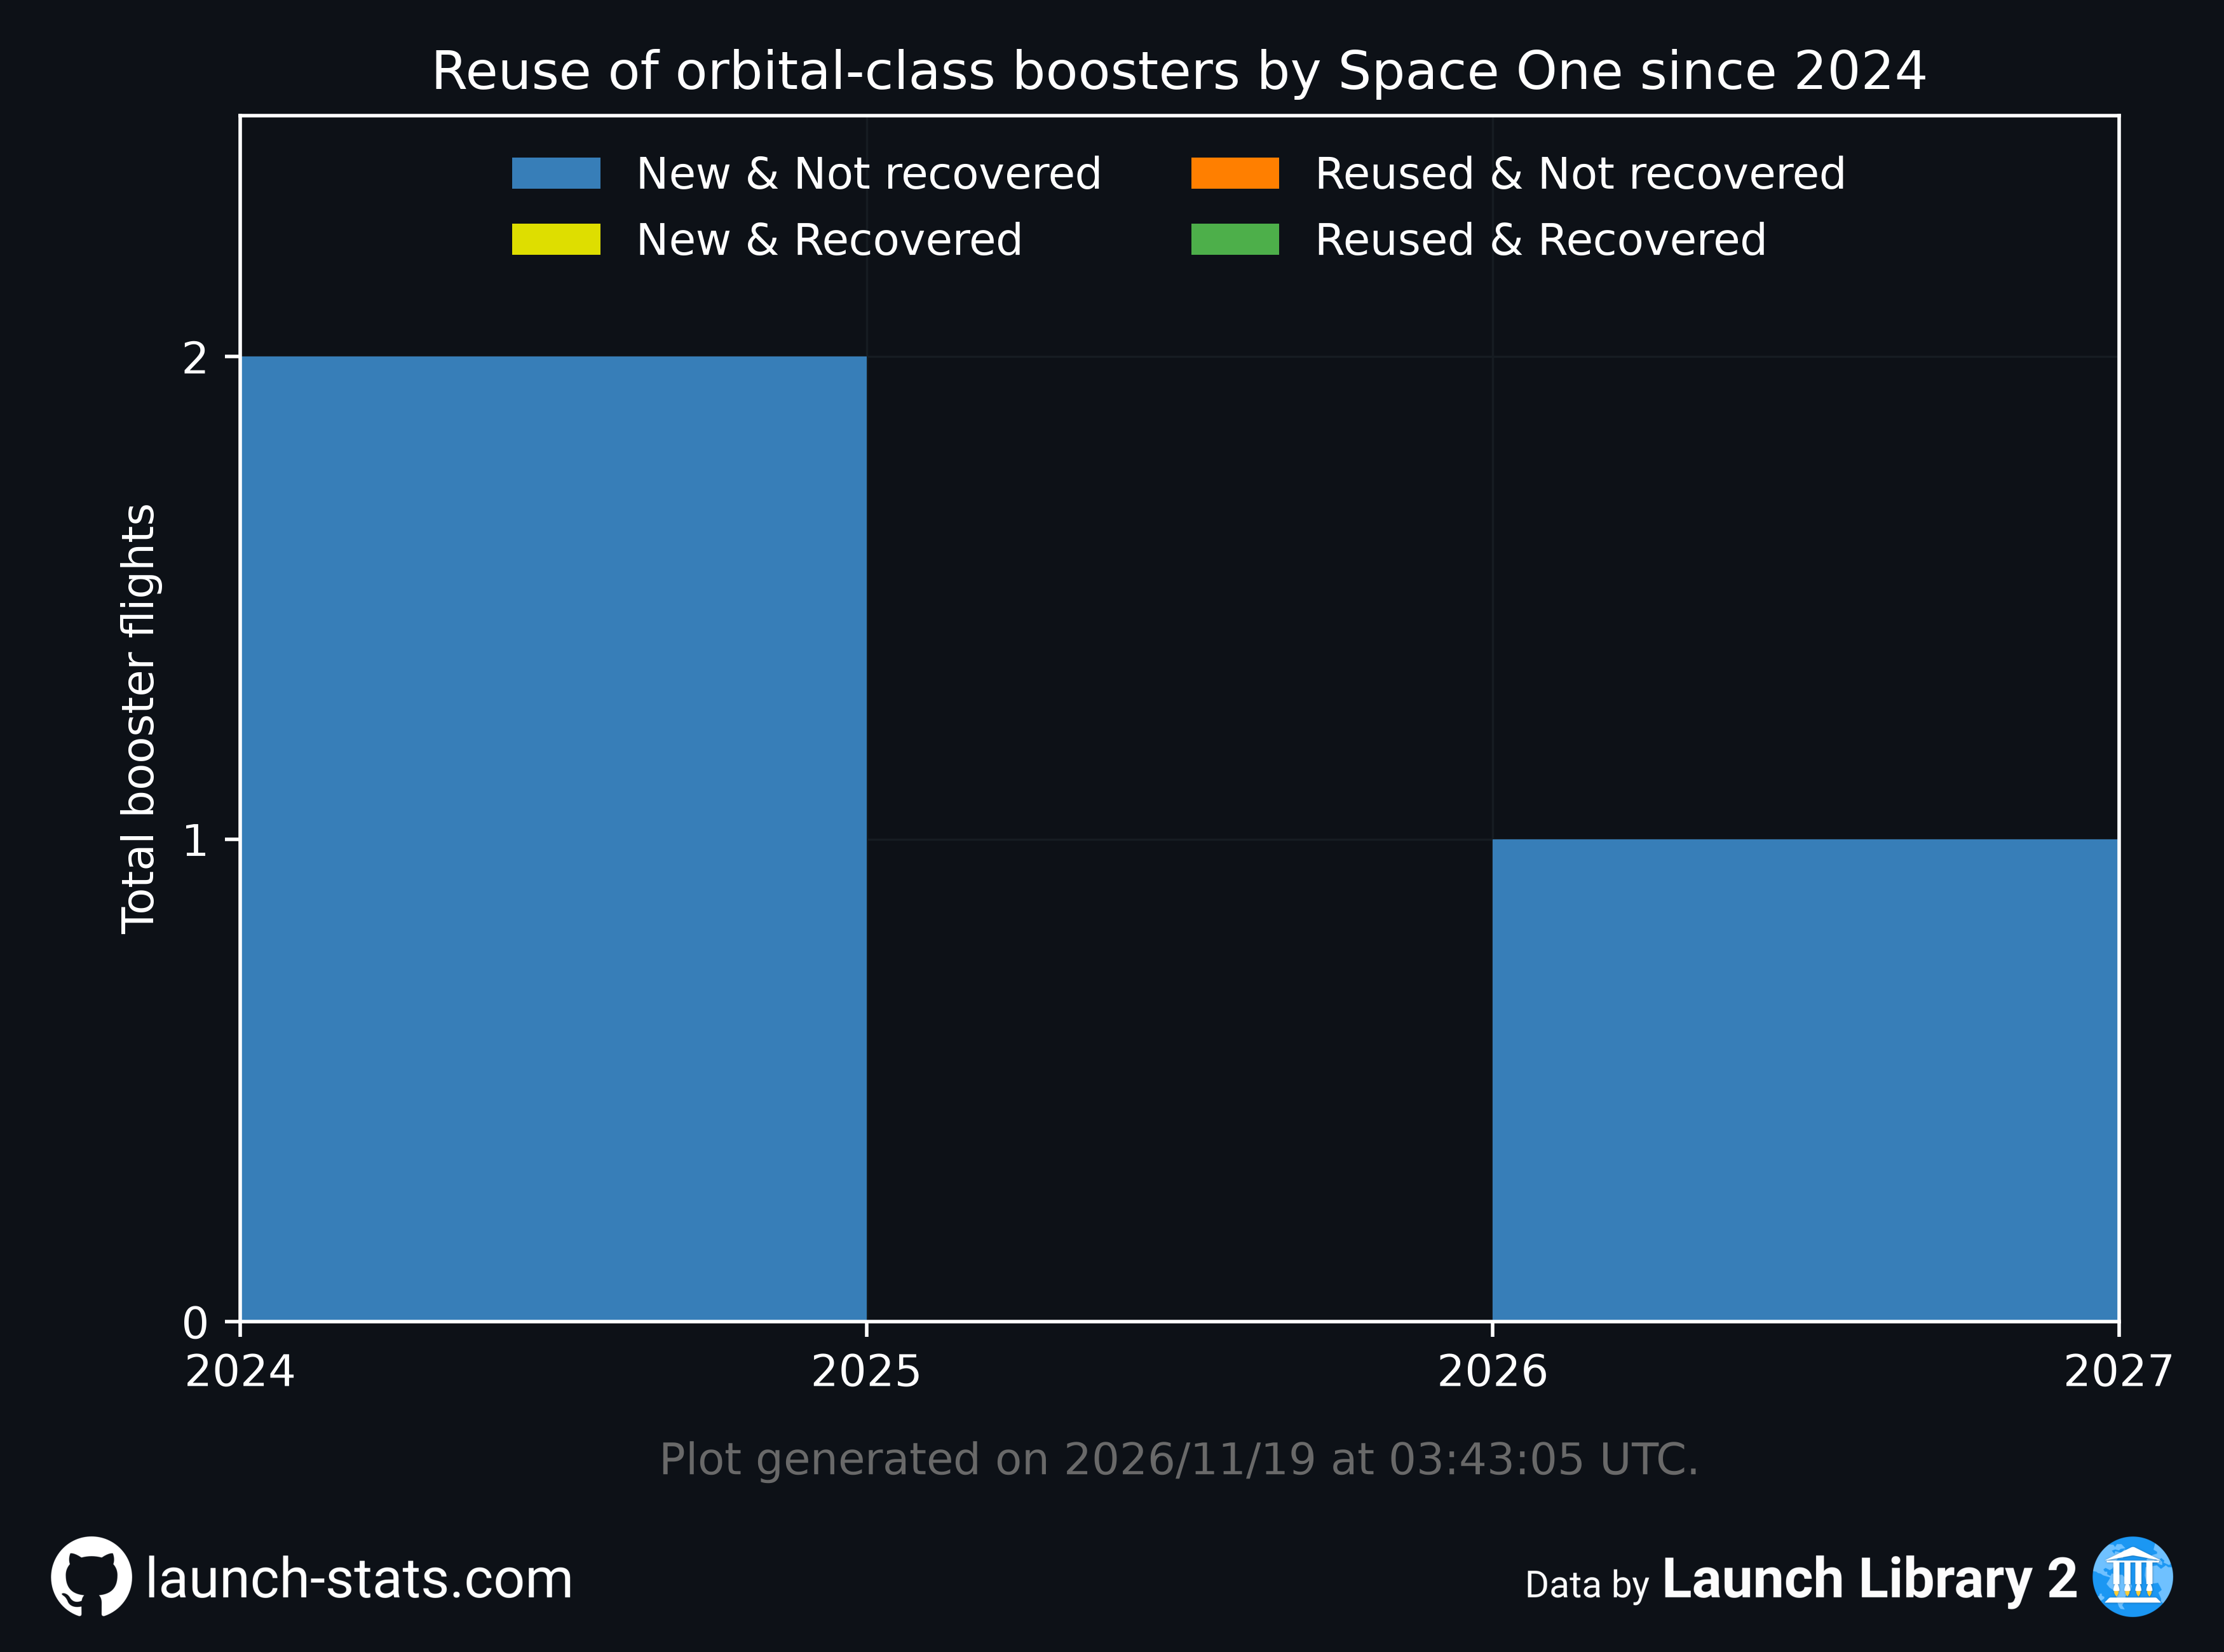 Reuse of orbital-class boosters by Space One since 2024
New & Not recovered
New & Recovered
Reused & Not recovered
Reused & Recovered
Total booster flights
2
1
0
2024 2025 2026 2027
Plot generated on 2026/11/19 at 03:43:05 UTC.
launch-stats.com
Data by Launch Library 2